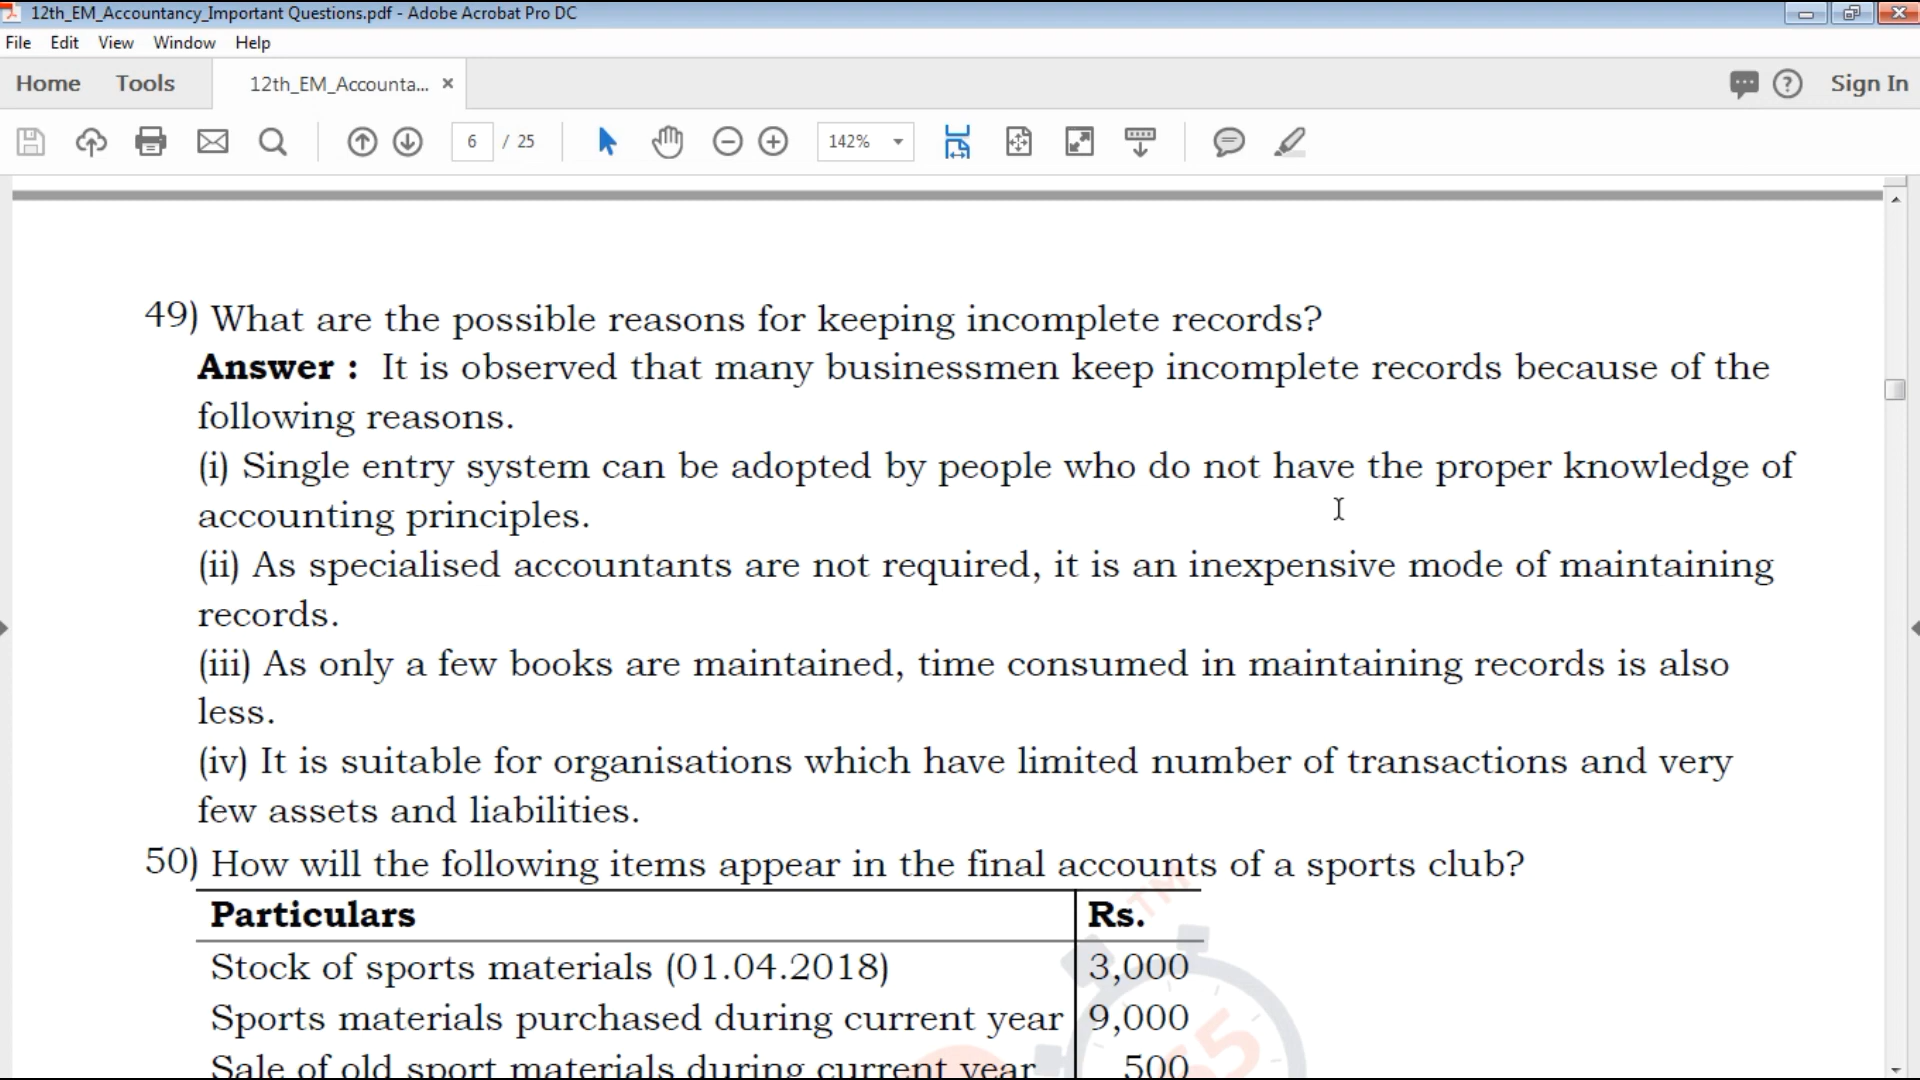 12th_EM_Accountancy_Important Questions.pdf - Adobe Acrobat Pro DC
File Edit View Window Help
Home Tools 12th_EM_Accounta... × Sign In
6 / 25 142%
49) What are the possible reasons for keeping incomplete records?
Answer : It is observed that many businessmen keep incomplete records because of the
following reasons.
(i) Single entry system can be adopted by people who do not have the proper knowledge of
accounting principles.
(ii) As specialised accountants are not required, it is an inexpensive mode of maintaining
records.
(iii) As only a few books are maintained, time consumed in maintaining records is also
less.
(iv) It is suitable for organisations which have limited number of transactions and very
few assets and liabilities.
50) How will the following items appear in the final accounts of a sports club?
Particulars Rs.
Stock of sports materials (01.04.2018) 3,000
Sports materials purchased during current year 9,000
Sale of old sport materials during current year 500
TM
65